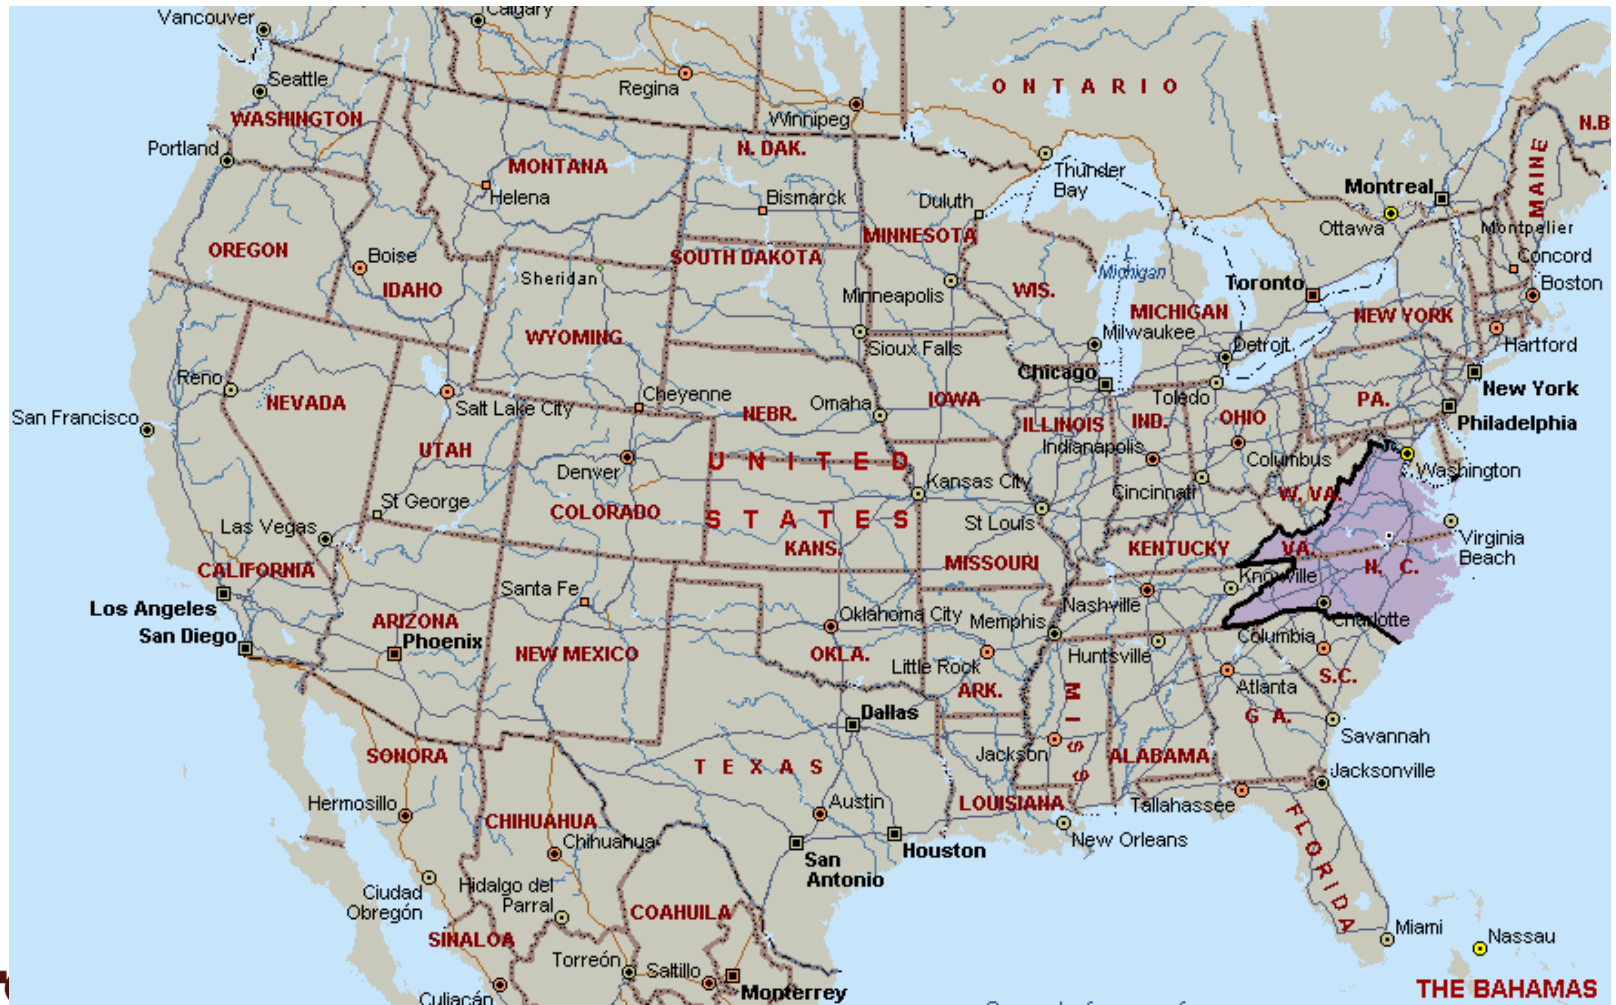 Vancouver
Calgary
Seattle
Regina
ONTARIO
WASHINGTON
Winnipeg
N.B
Portland
MONTANA
N. DAK.
Thunder
Bay
MAINE
Helena
Bismarck
Duluth
Montreal
Ottawa
Montpelier
OREGON
Boise
SOUTH DAKOTA
MINNESOTA
Concord
Sheridan
L.
Michigan
IDAHO
Minneapolis
WIS.
Toronto
Boston
MICHIGAN
NEW YORK
WYOMING
Milwaukee
Sioux Falls
Detroit
Hartford
Reno
Chicago
New York
NEVADA
Salt Lake City
Cheyenne
NEBR.
Omaha
IOWA
Toledo
PA.
San Francisco
ILLINOIS
IND.
OHIO
Philadelphia
UTAH
Indianapolis
Columbus
Denver
UNITED
Washington
Kansas City
Cincinnati
W. VA.
St George
COLORADO
STATES
St Louis
Las Vegas
KANS.
KENTUCKY
VA.
Virginia
Beach
CALIFORNIA
MISSOURI
N. C.
Knoxville
Santa Fe
Nashville
Los Angeles
ARIZONA
Oklahoma City
Memphis
Charlotte
San Diego
Phoenix
Columbia
NEW MEXICO
OKLA.
Little Rock
Huntsville
S.C.
ARK.
MISS
Atlanta
GA.
Dallas
Savannah
SONORA
TEXAS
Jackson
ALABAMA
Jacksonville
Hermosillo
Austin
LOUISIANA
Tallahassee
FLORIDA
CHIHUAHUA
Chihuahua
Houston
New Orleans
San
Antonio
Ciudad
Obregón
Hidalgo del
Parral
COAHUILA
Miami
Nassau
SINALOA
Torreón
Saltillo
THE BAHAMAS
Culiacán
Monterrey